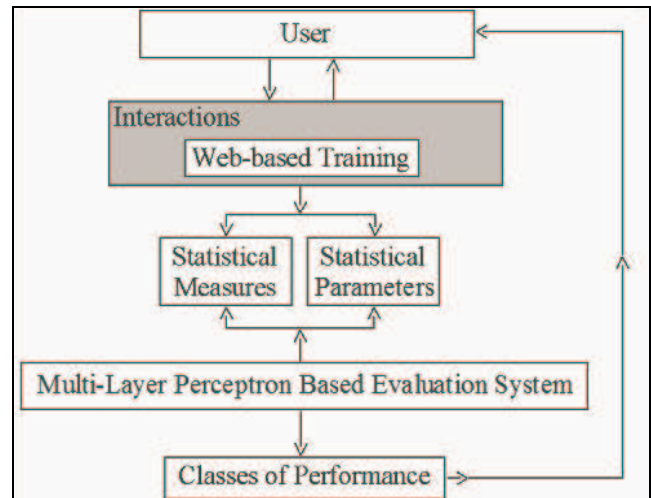 User
Interactions
Web-based Training
Statistical
Measures
Statistical
Parameters
Multi-Layer Perceptron Based Evaluation System
Classes of Performance